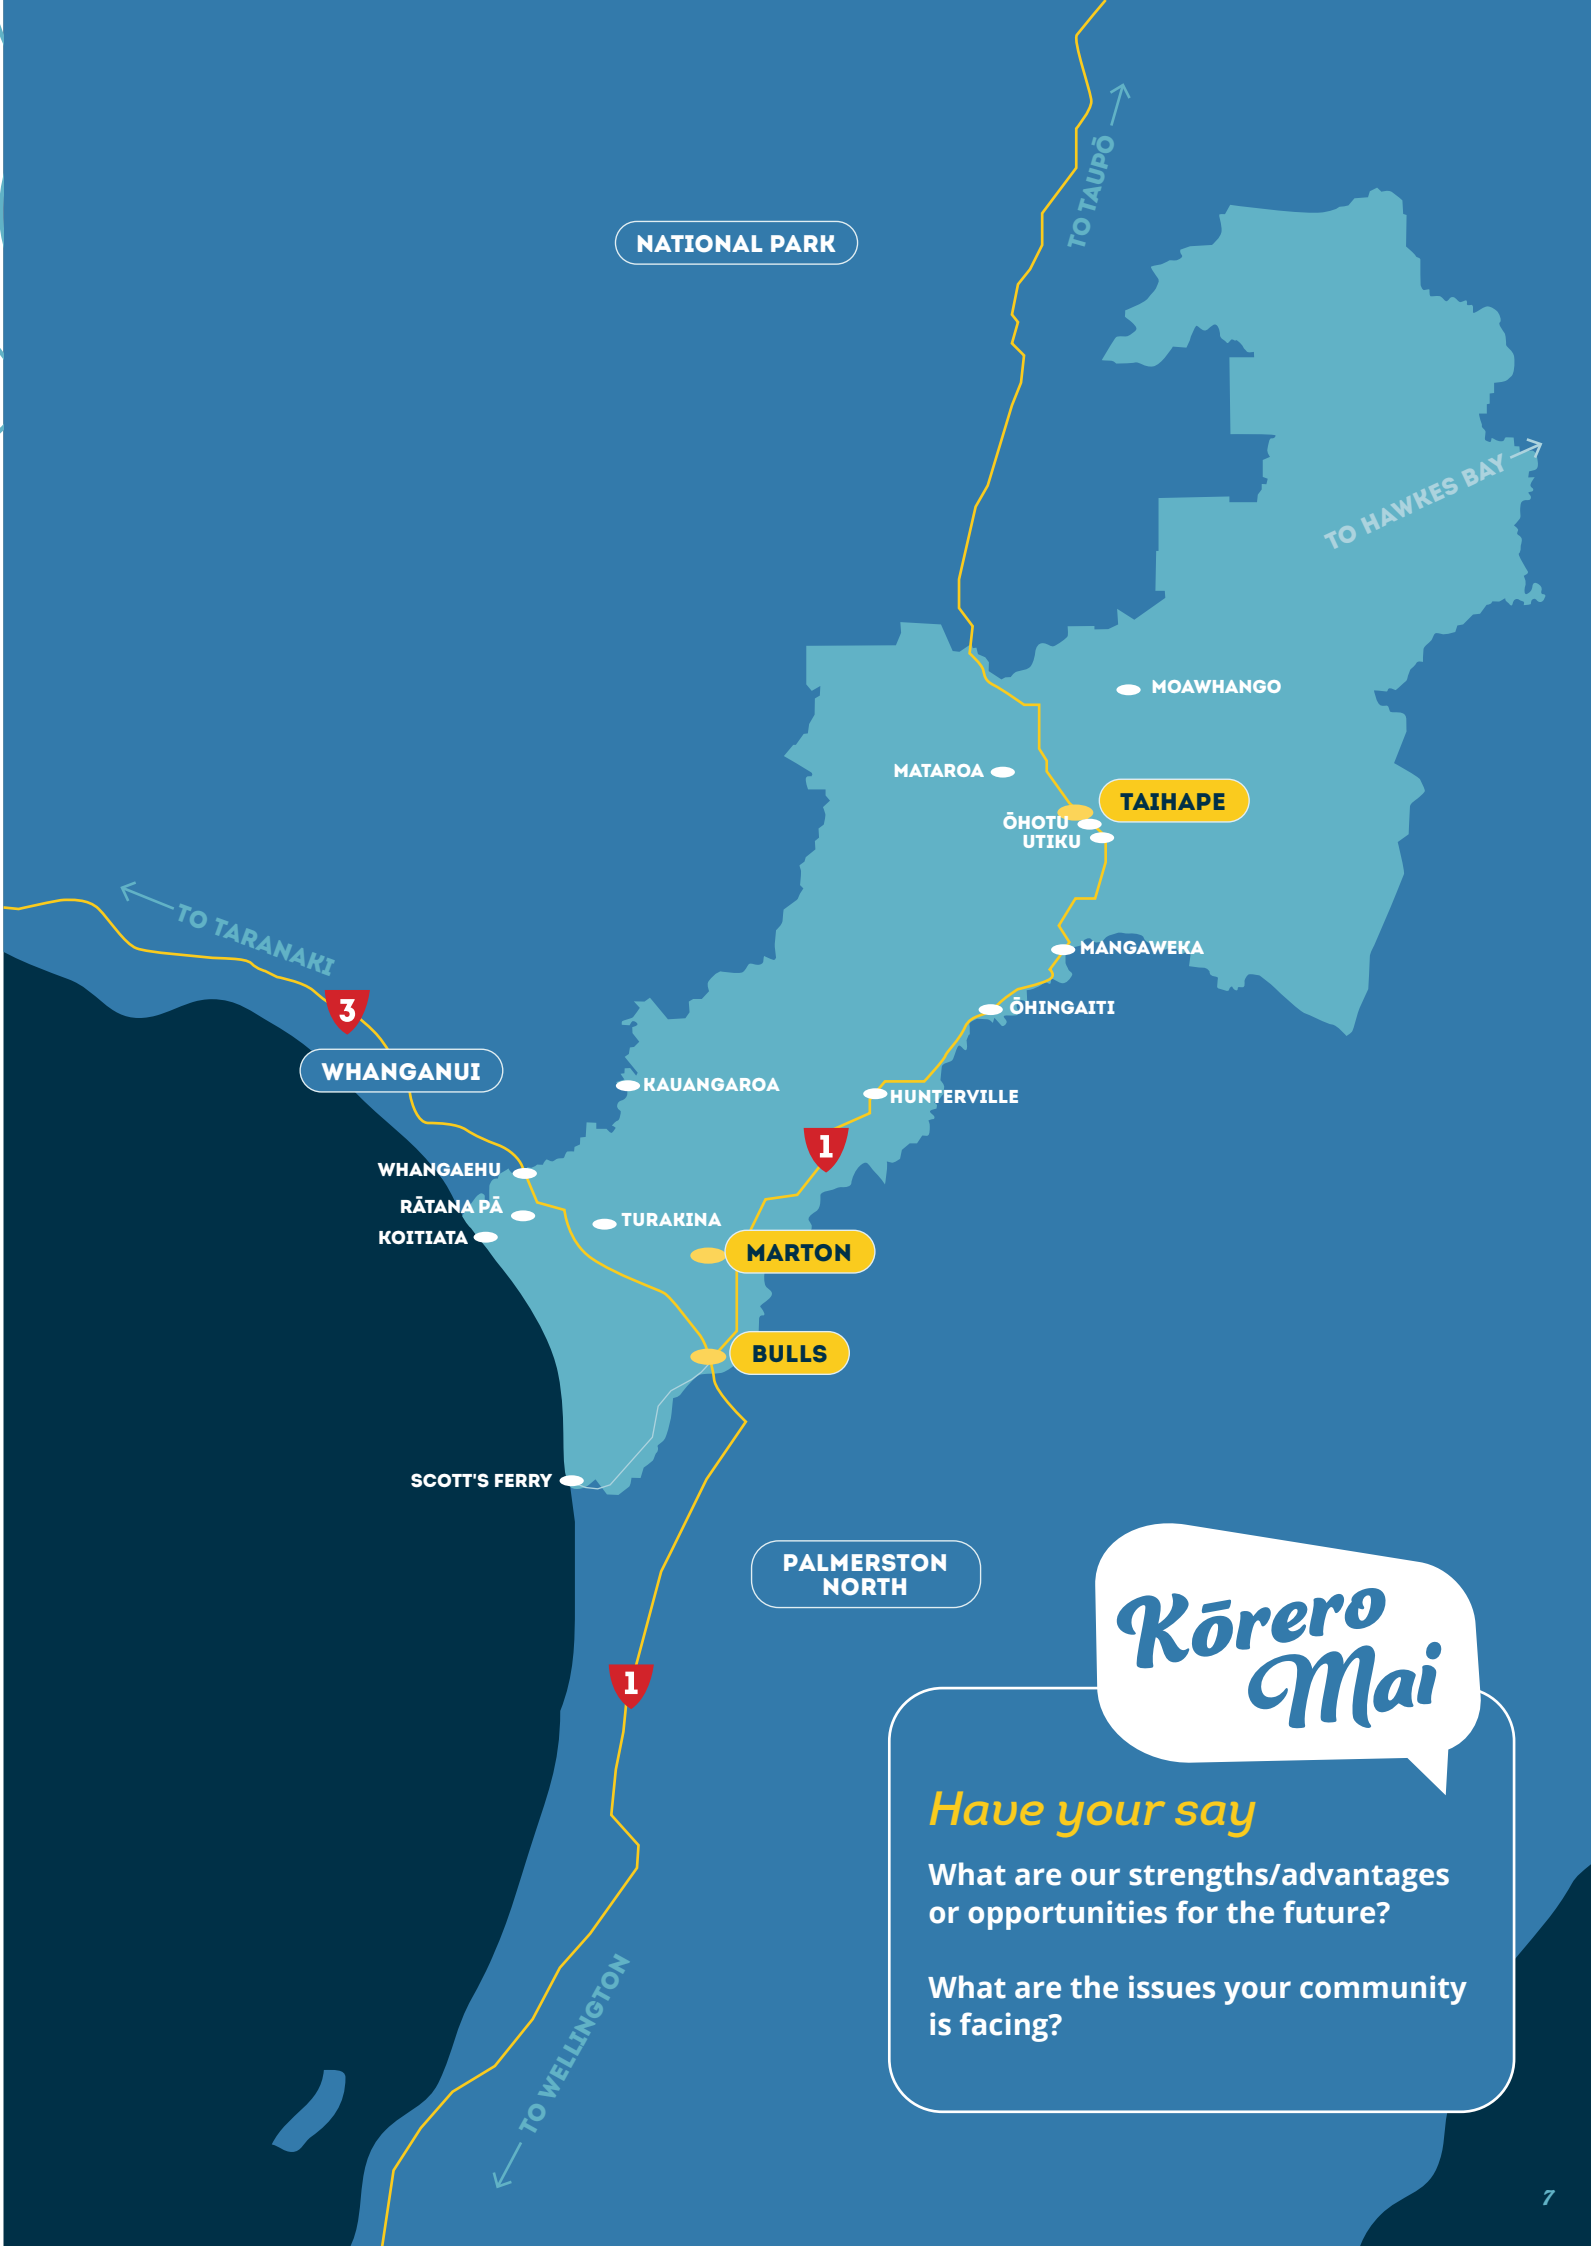 TO TAUPŌ
NATIONAL PARK
TO HAWKES BAY
MOAWHANGO
MATAROA
TAIHAPE
ŌHOTU
UTIKU
TO TARANAKI
MANGAWEKA
3
ŌHINGAITI
WHANGANUI
KAUANGAROA
HUNTERVILLE
1
WHANGAEHU
RĀTANA PĀ
TURAKINA
KOITIATA
MARTON
BULLS
SCOTT'S FERRY
PALMERSTON
NORTH
1
TO WELLINGTON
Kōrero
Mai
Have your say
What are our strengths/advantages
or opportunities for the future?
What are the issues your community
is facing?
7